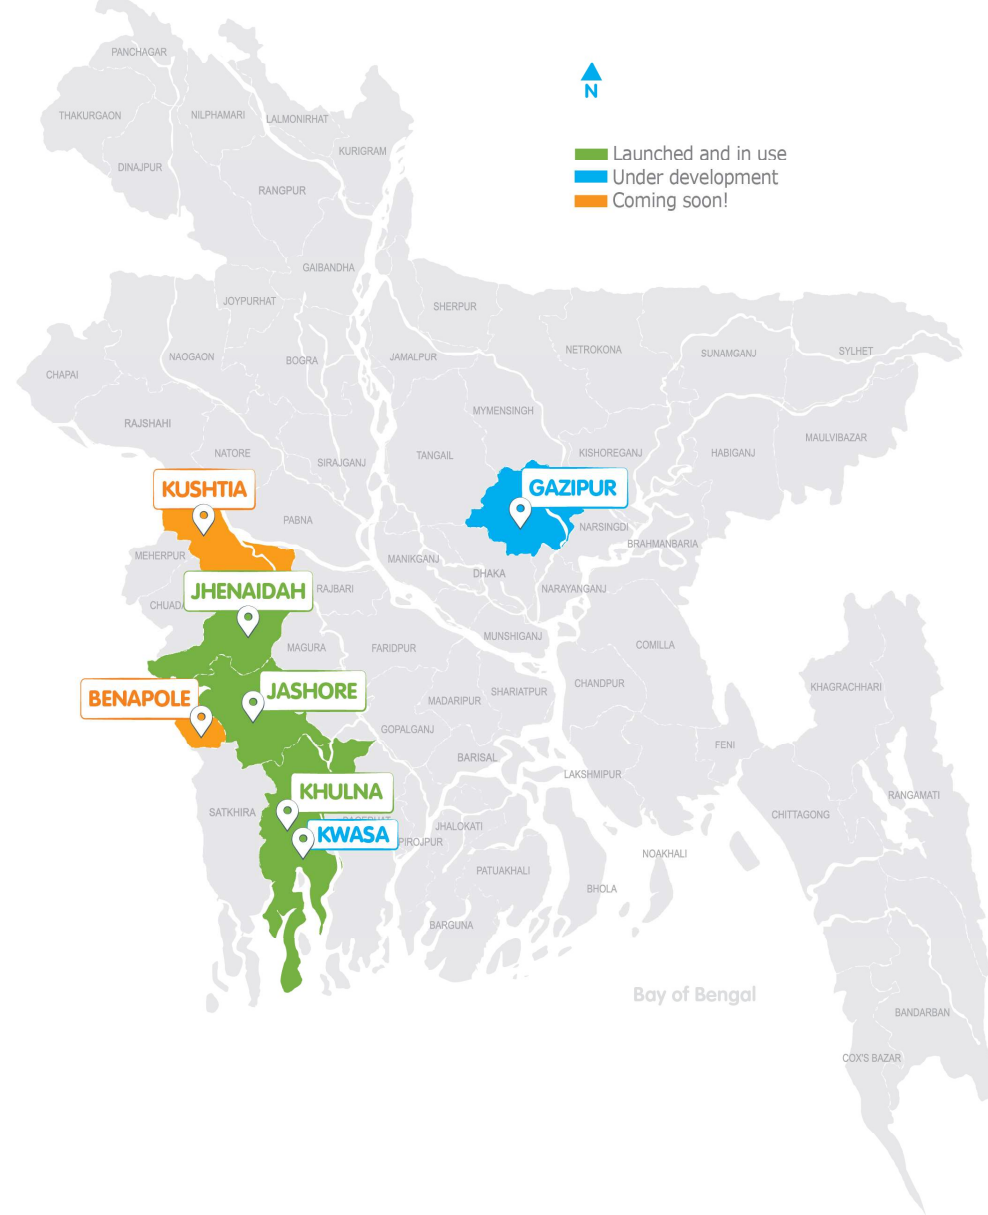 PANCHAGAR
N
THAKURGAON
NILPHAMARI
LALMONIRHAT
KURIGRAM
Launched and in use
Under development
Coming soon!
DINAJPUR
RANGPUR
GAIBANDHA
JOYPURHAT
SHERPUR
NAOGAON
BOGRA
JAMALPUR
NETROKONA
SUNAMGANJ
SYLHET
CHAPAI
MYMENSINGH
RAJSHAHI
NATORE
SIRAJGANJ
TANGAIL
KISHOREGANJ
HABIGANJ
MAULVIBAZAR
KUSHTIA
GAZIPUR
PABNA
NARSINGDI
BRAHMANBARIA
MEHERPUR
MANIKGANJ
DHAKA
NARAYANGANJ
JHENAIDAH
RAJBARI
CHUAD
MAGURA
FARIDPUR
MUNSHIGANJ
COMILLA
BENAPOLE
JASHORE
MADARIPUR
SHARIATPUR
CHANDPUR
KHAGRACHHARI
GOPALGANJ
FENI
BARISAL
LAKSHMIPUR
KHULNA
RANGAMATI
SATKHIRA
CHITTAGONG
KWASA
JHALOKATI
PIROJPUR
NOAKHALI
PATUAKHALI
BHOLA
BARGUNA
Bay of Bengal
BANDARBAN
COX'S BAZAR